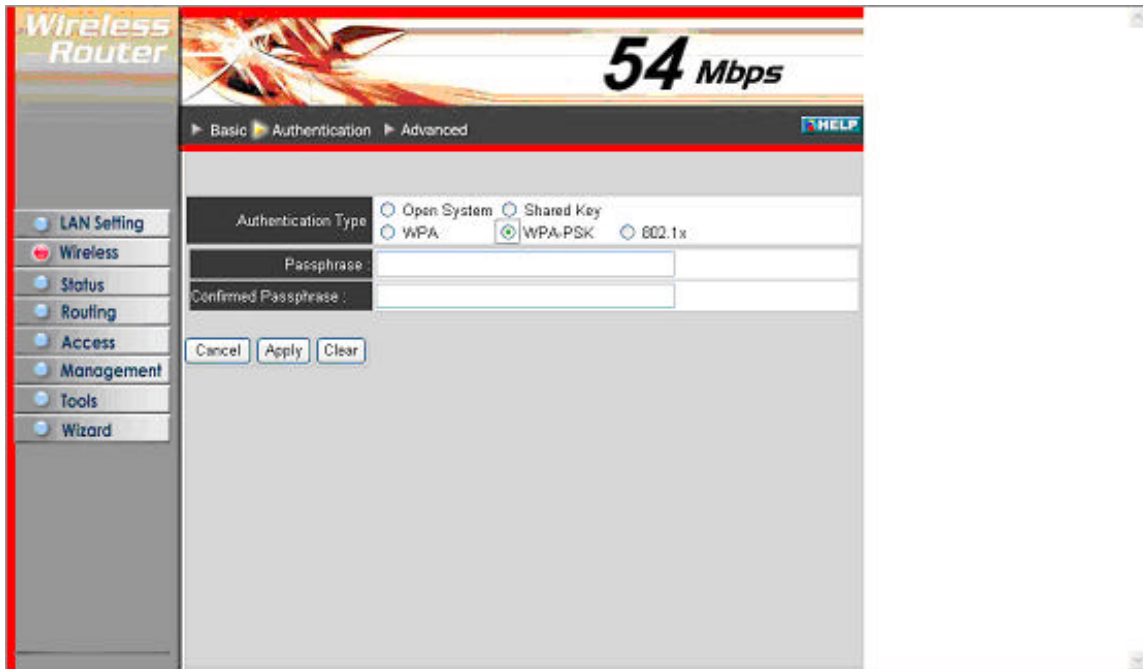 Wireless
Router
54 Mbps
Basic Authentication Advanced
HELP
LAN Setting
Wireless
Status
Routing
Access
Management
Tools
Wizard
Authentication Type
Open System Shared Key
WPA WPA-PSK 802.1x
Passphrase :
Confirmed Passphrase :
Cancel Apply Clear